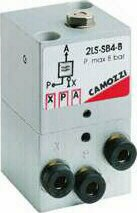 2LS-SB4-B
P. max 8 bar
A
P X
CAMOZZI
X P A